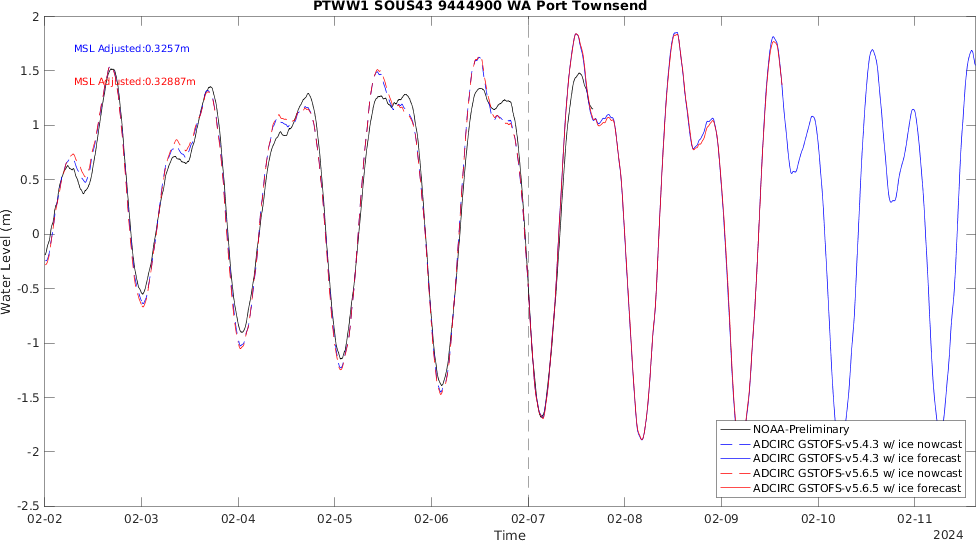 PTWW1 SOUS43 9444900 WA Port Townsend
MSL Adjusted:0.3257m
MSL Adjusted:0.32887m
Water Level (m)
2
1.5
1
0.5
0
-0.5
-1
-1.5
-2
-2.5
NOAA-Preliminary
ADCIRC GSTOFS-v5.4.3 w/ ice nowcast
ADCIRC GSTOFS-v5.4.3 w/ ice forecast
ADCIRC GSTOFS-v5.6.5 w/ ice nowcast
ADCIRC GSTOFS-v5.6.5 w/ ice forecast
02-02 02-03 02-04 02-05 02-06 02-07 02-08 02-09 02-10 02-11
Time
2024